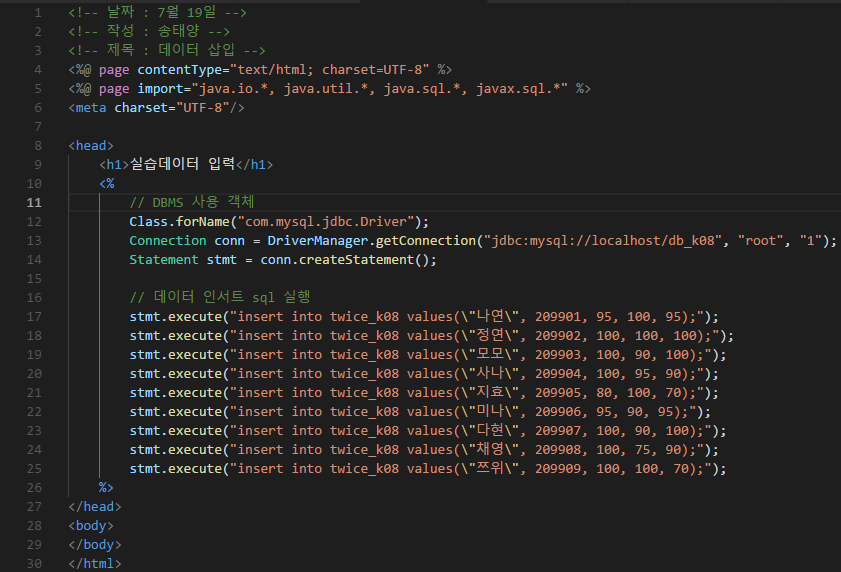 1 <!-- 날짜 : 7월 19일 -->
2 <!-- 작성 : 송태양 -->
3 <!-- 제목 : 데이터 삽입 -->
4 <%@ page contentType="text/html; charset=UTF-8" %>
5 <%@ page import="java.io.*, java.util.*, java.sql.*, javax.sql.*" %>
6 <meta charset="UTF-8"/>
7
8 <head>
9 <h1>실습데이터 입력</h1>
10 <%
11 // DBMS 사용 객체
12 Class.forName("com.mysql.jdbc.Driver");
13 Connection conn = DriverManager.getConnection("jdbc:mysql://localhost/db_k08", "root", "1");
14 Statement stmt = conn.createStatement();
15
16 // 데이터 인서트 sql 실행
17 stmt.execute("insert into twice_k08 values(\"나연\", 209901, 95, 100, 95);");
18 stmt.execute("insert into twice_k08 values(\"정연\", 209902, 100, 100, 100);");
19 stmt.execute("insert into twice_k08 values(\"모모\", 209903, 100, 90, 100);");
20 stmt.execute("insert into twice_k08 values(\"사나\", 209904, 100, 95, 90);");
21 stmt.execute("insert into twice_k08 values(\"지효\", 209905, 80, 100, 70);");
22 stmt.execute("insert into twice_k08 values(\"미나\", 209906, 95, 90, 95);");
23 stmt.execute("insert into twice_k08 values(\"다현\", 209907, 100, 90, 100);");
24 stmt.execute("insert into twice_k08 values(\"채영\", 209908, 100, 75, 90);");
25 stmt.execute("insert into twice_k08 values(\"쯔위\", 209909, 100, 100, 70);");
26 %>
27 </head>
28 <body>
29 </body>
30 </html>